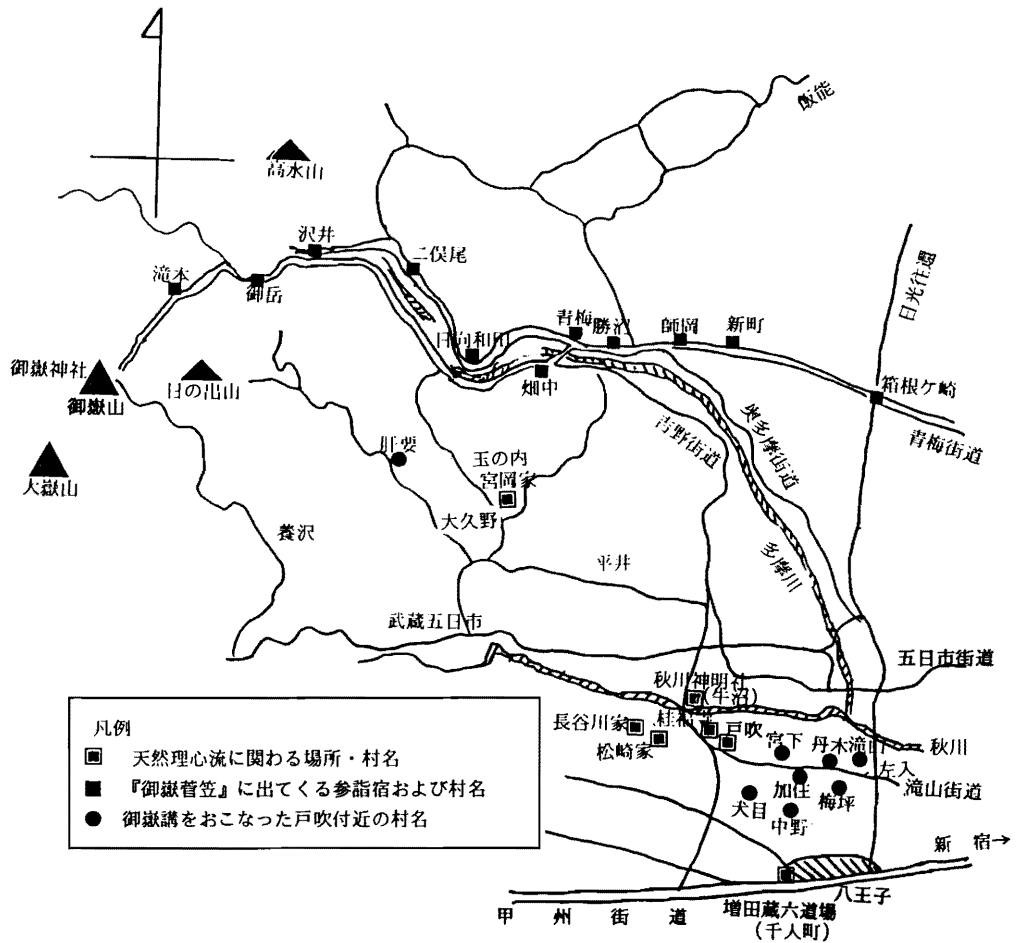 飯能
高水山
沢井
二俣尾
滝本
御岳
日光往還
青梅
勝沼
師岡
新町
日向和田
畑中
箱根ケ崎
青梅街道
御嶽神社
御嶽山
日の出山
吉野街道
奥多摩街道
肝要
玉の内
宮岡家
大嶽山
大久野
養沢
平井
多摩川
武蔵五日市
五日市街道
秋川神明社
(牛沼)
長谷川家
松崎家
桂福寺
戸吹
宮下
丹木
滝山
左入
秋川
滝山街道
加住
梅坪
犬目
中野
凡例
天然理心流に関わる場所・村名
『御嶽菅笠』に出てくる参詣宿および村名
御嶽講をおこなった戸吹付近の村名
新宿→
八王子
甲州街道
増田蔵六道場
(千人町)